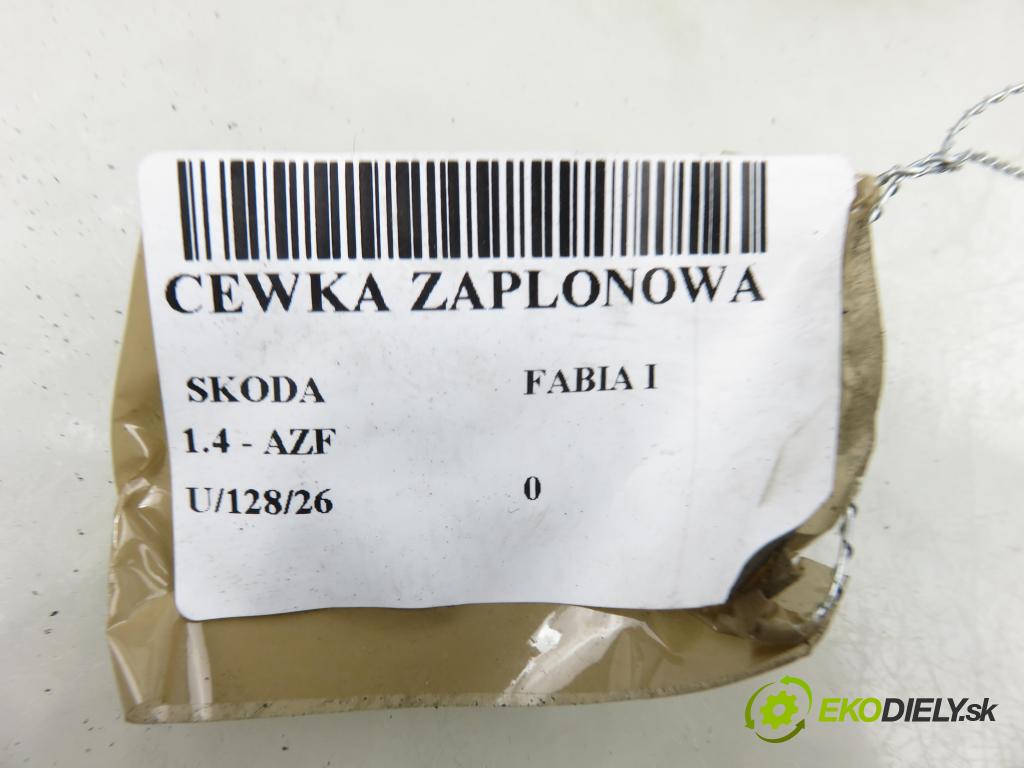 CEWKA ZAPLONOWA
SKODA FABIA I
1.4 - AZF
U/128/26 0
EKODIELY.sk